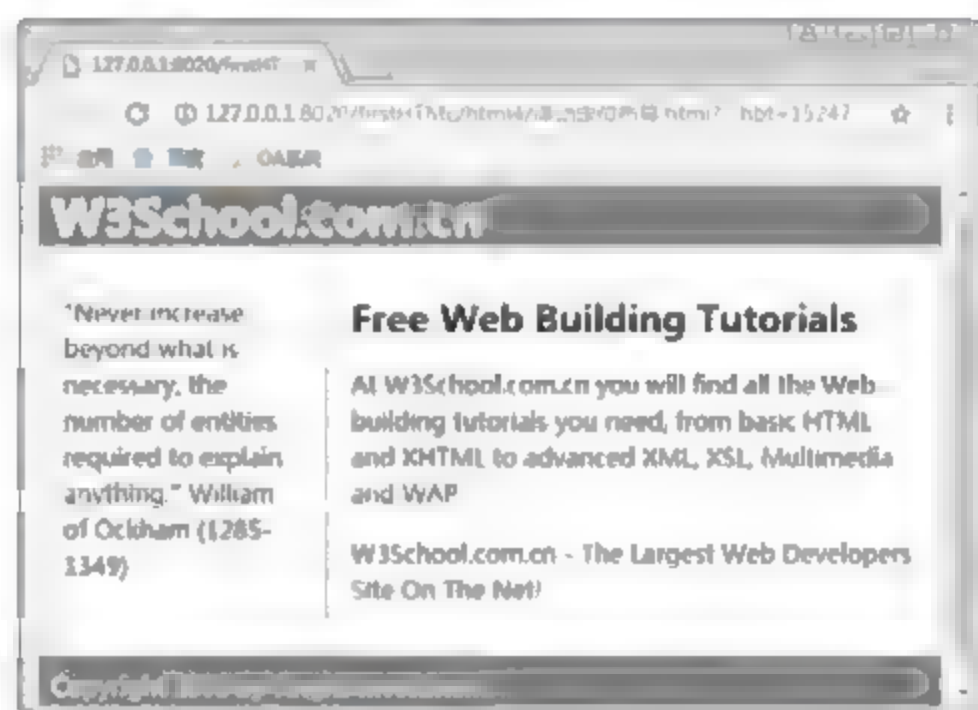 127.0.0.1:8020/firstHT
127.0.0.1:8020/
W3School.com.cn
"Never increase
beyond what is
necessary, the
number of entities
required to explain
anything." William
of Ockham (1285-
1349)
Free Web Building Tutorials
At W3School.com.cn you will find all the Web
building tutorials you need, from basic HTML
and XHTML to advanced XML, XSL, Multimedia
and WAP
W3School.com.cn - The Largest Web Developers
Site On The Net!
Copyright